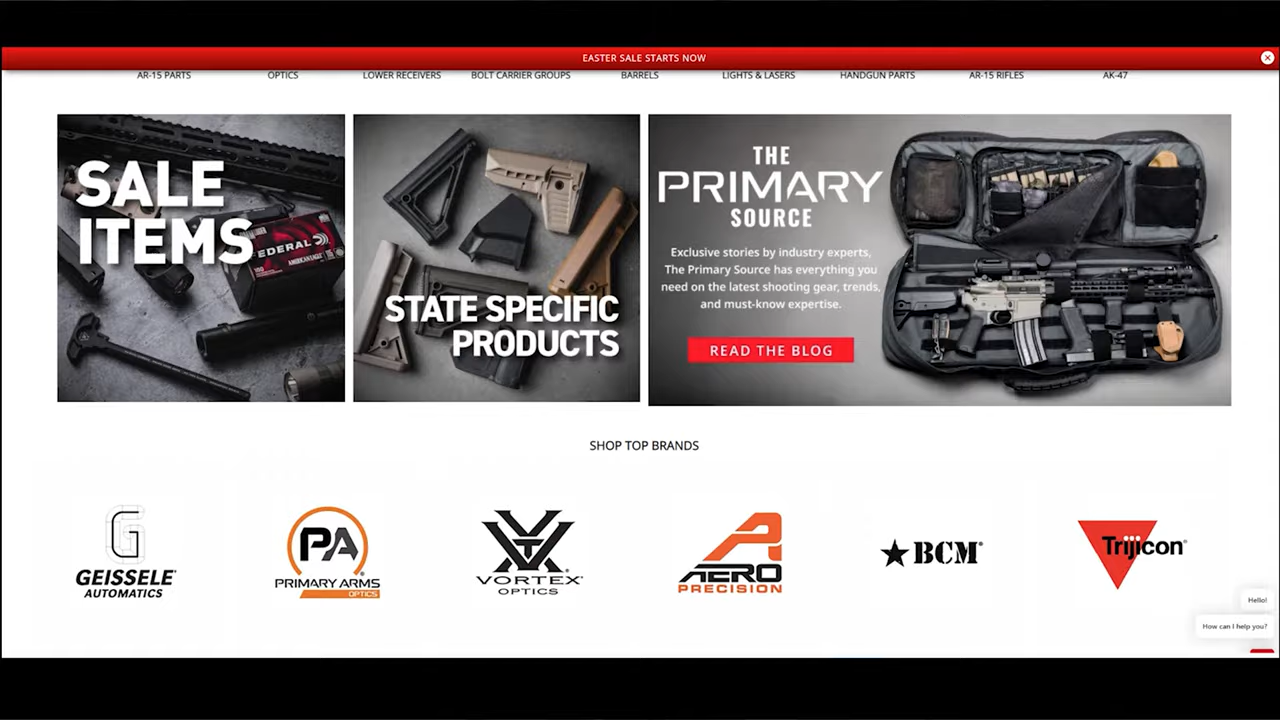 EASTER SALE STARTS NOW
AR-15 PARTS
OPTICS
LOWER RECEIVERS
BOLT CARRIER GROUPS
BARRELS
LIGHTS & LASERS
HANDGUN PARTS
AR-15 RIFLES
AK-47
SALE
ITEMS
FEDERAL
STATE SPECIFIC
PRODUCTS
THE
PRIMARY
SOURCE
Exclusive stories by industry experts,
The Primary Source has everything you
need on the latest shooting gear, trends,
and must-know expertise.
READ THE BLOG
SHOP TOP BRANDS
G
GEISSELE®
AUTOMATICS
PA
PRIMARY ARMS®
OPTICS
VORTEX®
OPTICS
AERO
PRECISION
BCM®
Trijicon®
Hello!
How can I help you?